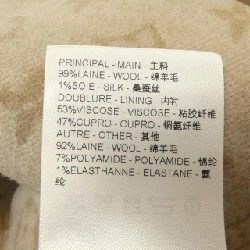 PRINCIPAL - MAIN - 主料
99%LAINE - WOOL - 绵羊毛
1%SOIE - SILK - 桑蚕丝
DOUBLURE - LINING - 内衬
53%VISCOSE - VISCOSE - 粘胶纤维
47%CUPRO - CUPRO - 铜氨纤维
AUTRE - OTHER - 其他
92%LAINE - WOOL - 绵羊毛
7%POLYAMIDE - POLYAMIDE - 锦纶
1%ELASTHANNE - ELASTANE - 氨
纶